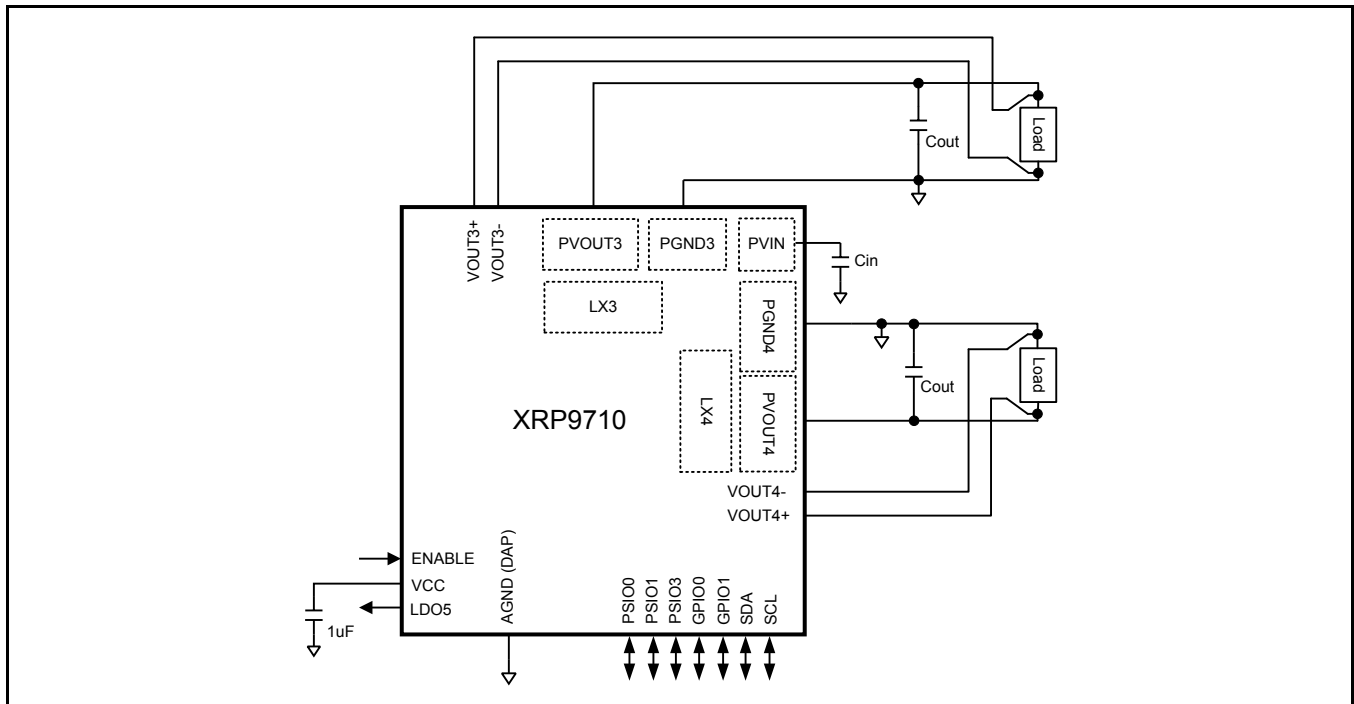 Cout
Load
VOUT3+
VOUT3-
PVOUT3
PGND3
PVIN
Cin
LX3
PGND4
Cout
Load
LX4
PVOUT4
XRP9710
VOUT4-
VOUT4+
ENABLE
VCC
LDO5
1uF
AGND (DAP)
PSIO0
PSIO1
PSIO3
GPIO0
GPIO1
SDA
SCL